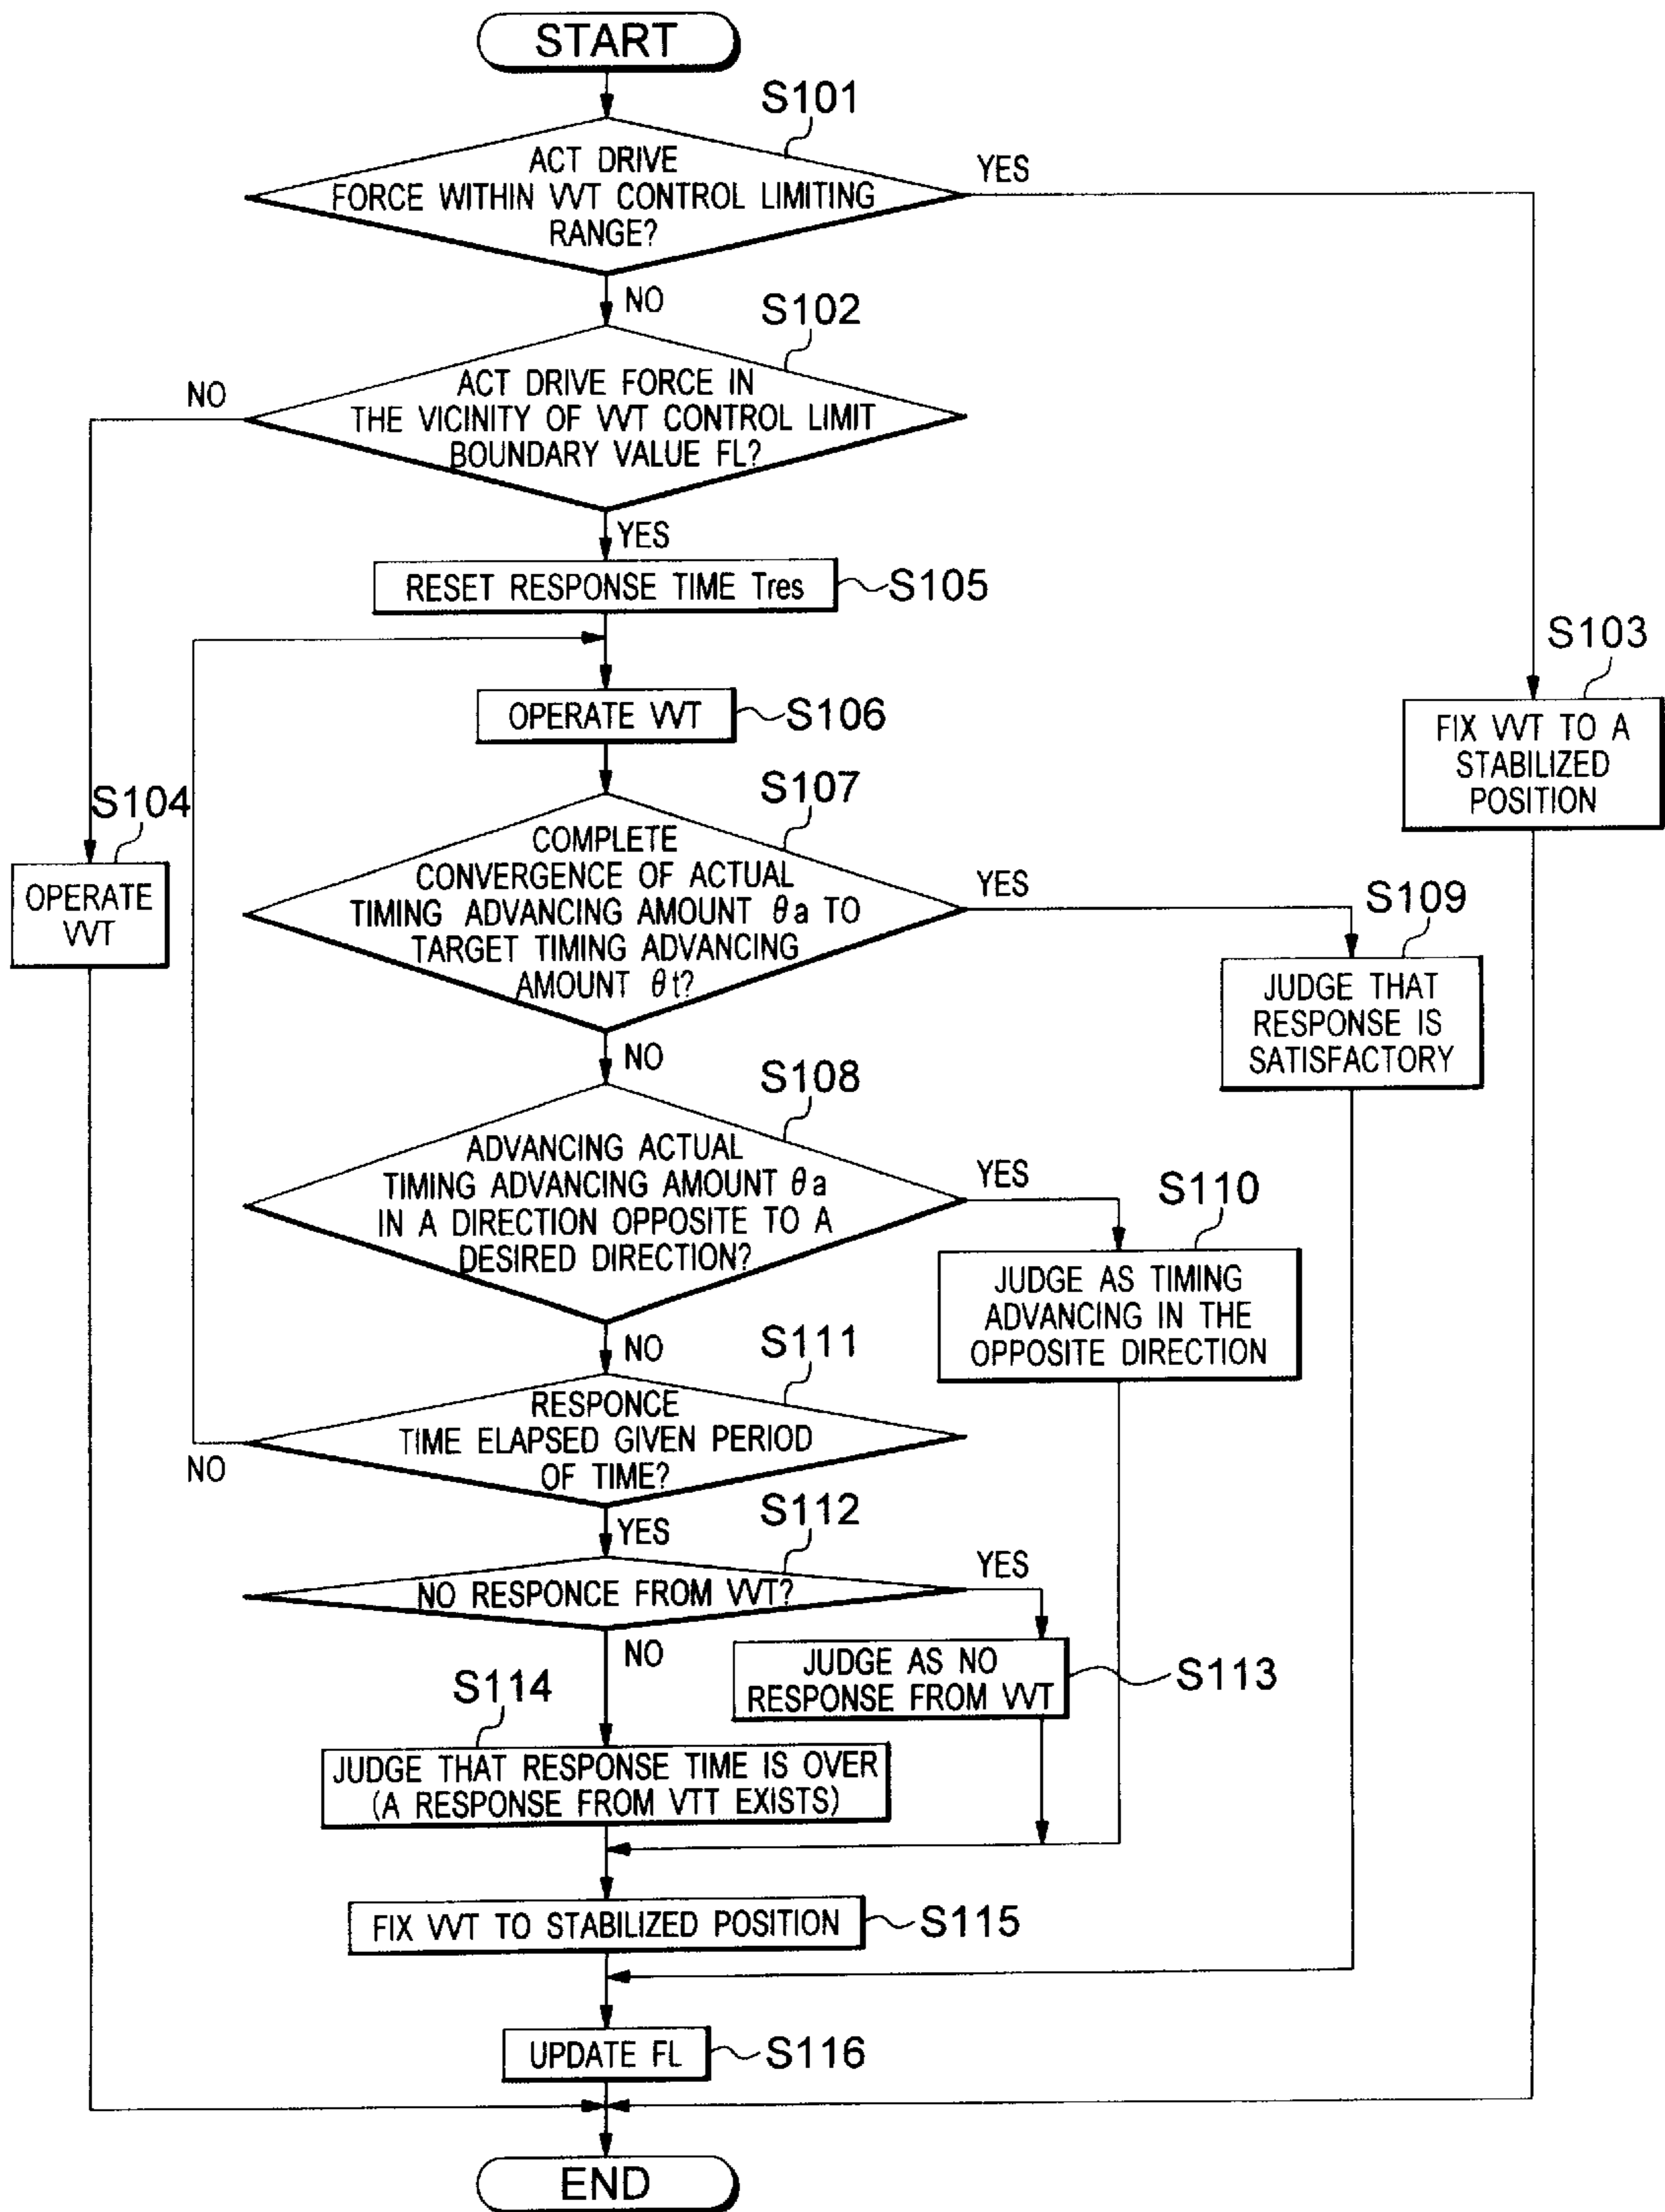 START
S101
ACT DRIVE
FORCE WITHIN VVT CONTROL LIMITING
RANGE?
YES
NO
S102
ACT DRIVE FORCE IN
THE VICINITY OF VVT CONTROL LIMIT
BOUNDARY VALUE FL?
NO
YES
RESET RESPONSE TIME Tres
S105
S103
FIX VVT TO A
STABILIZED
POSITION
OPERATE VVT
S106
S104
OPERATE
VVT
S107
COMPLETE
CONVERGENCE OF ACTUAL
TIMING ADVANCING AMOUNT θa TO
TARGET TIMING ADVANCING
AMOUNT θt?
YES
NO
S109
JUDGE THAT
RESPONSE IS
SATISFACTORY
S108
ADVANCING ACTUAL
TIMING ADVANCING AMOUNT θa
IN A DIRECTION OPPOSITE TO A
DESIRED DIRECTION?
YES
NO
S110
JUDGE AS TIMING
ADVANCING IN THE
OPPOSITE DIRECTION
S111
RESPONCE
TIME ELAPSED GIVEN PERIOD
OF TIME?
NO
YES
S112
NO RESPONCE FROM VVT?
YES
NO
JUDGE AS NO
RESPONSE FROM VVT
S113
S114
JUDGE THAT RESPONSE TIME IS OVER
(A RESPONSE FROM VTT EXISTS)
FIX VVT TO STABILIZED POSITION
S115
UPDATE FL
S116
END